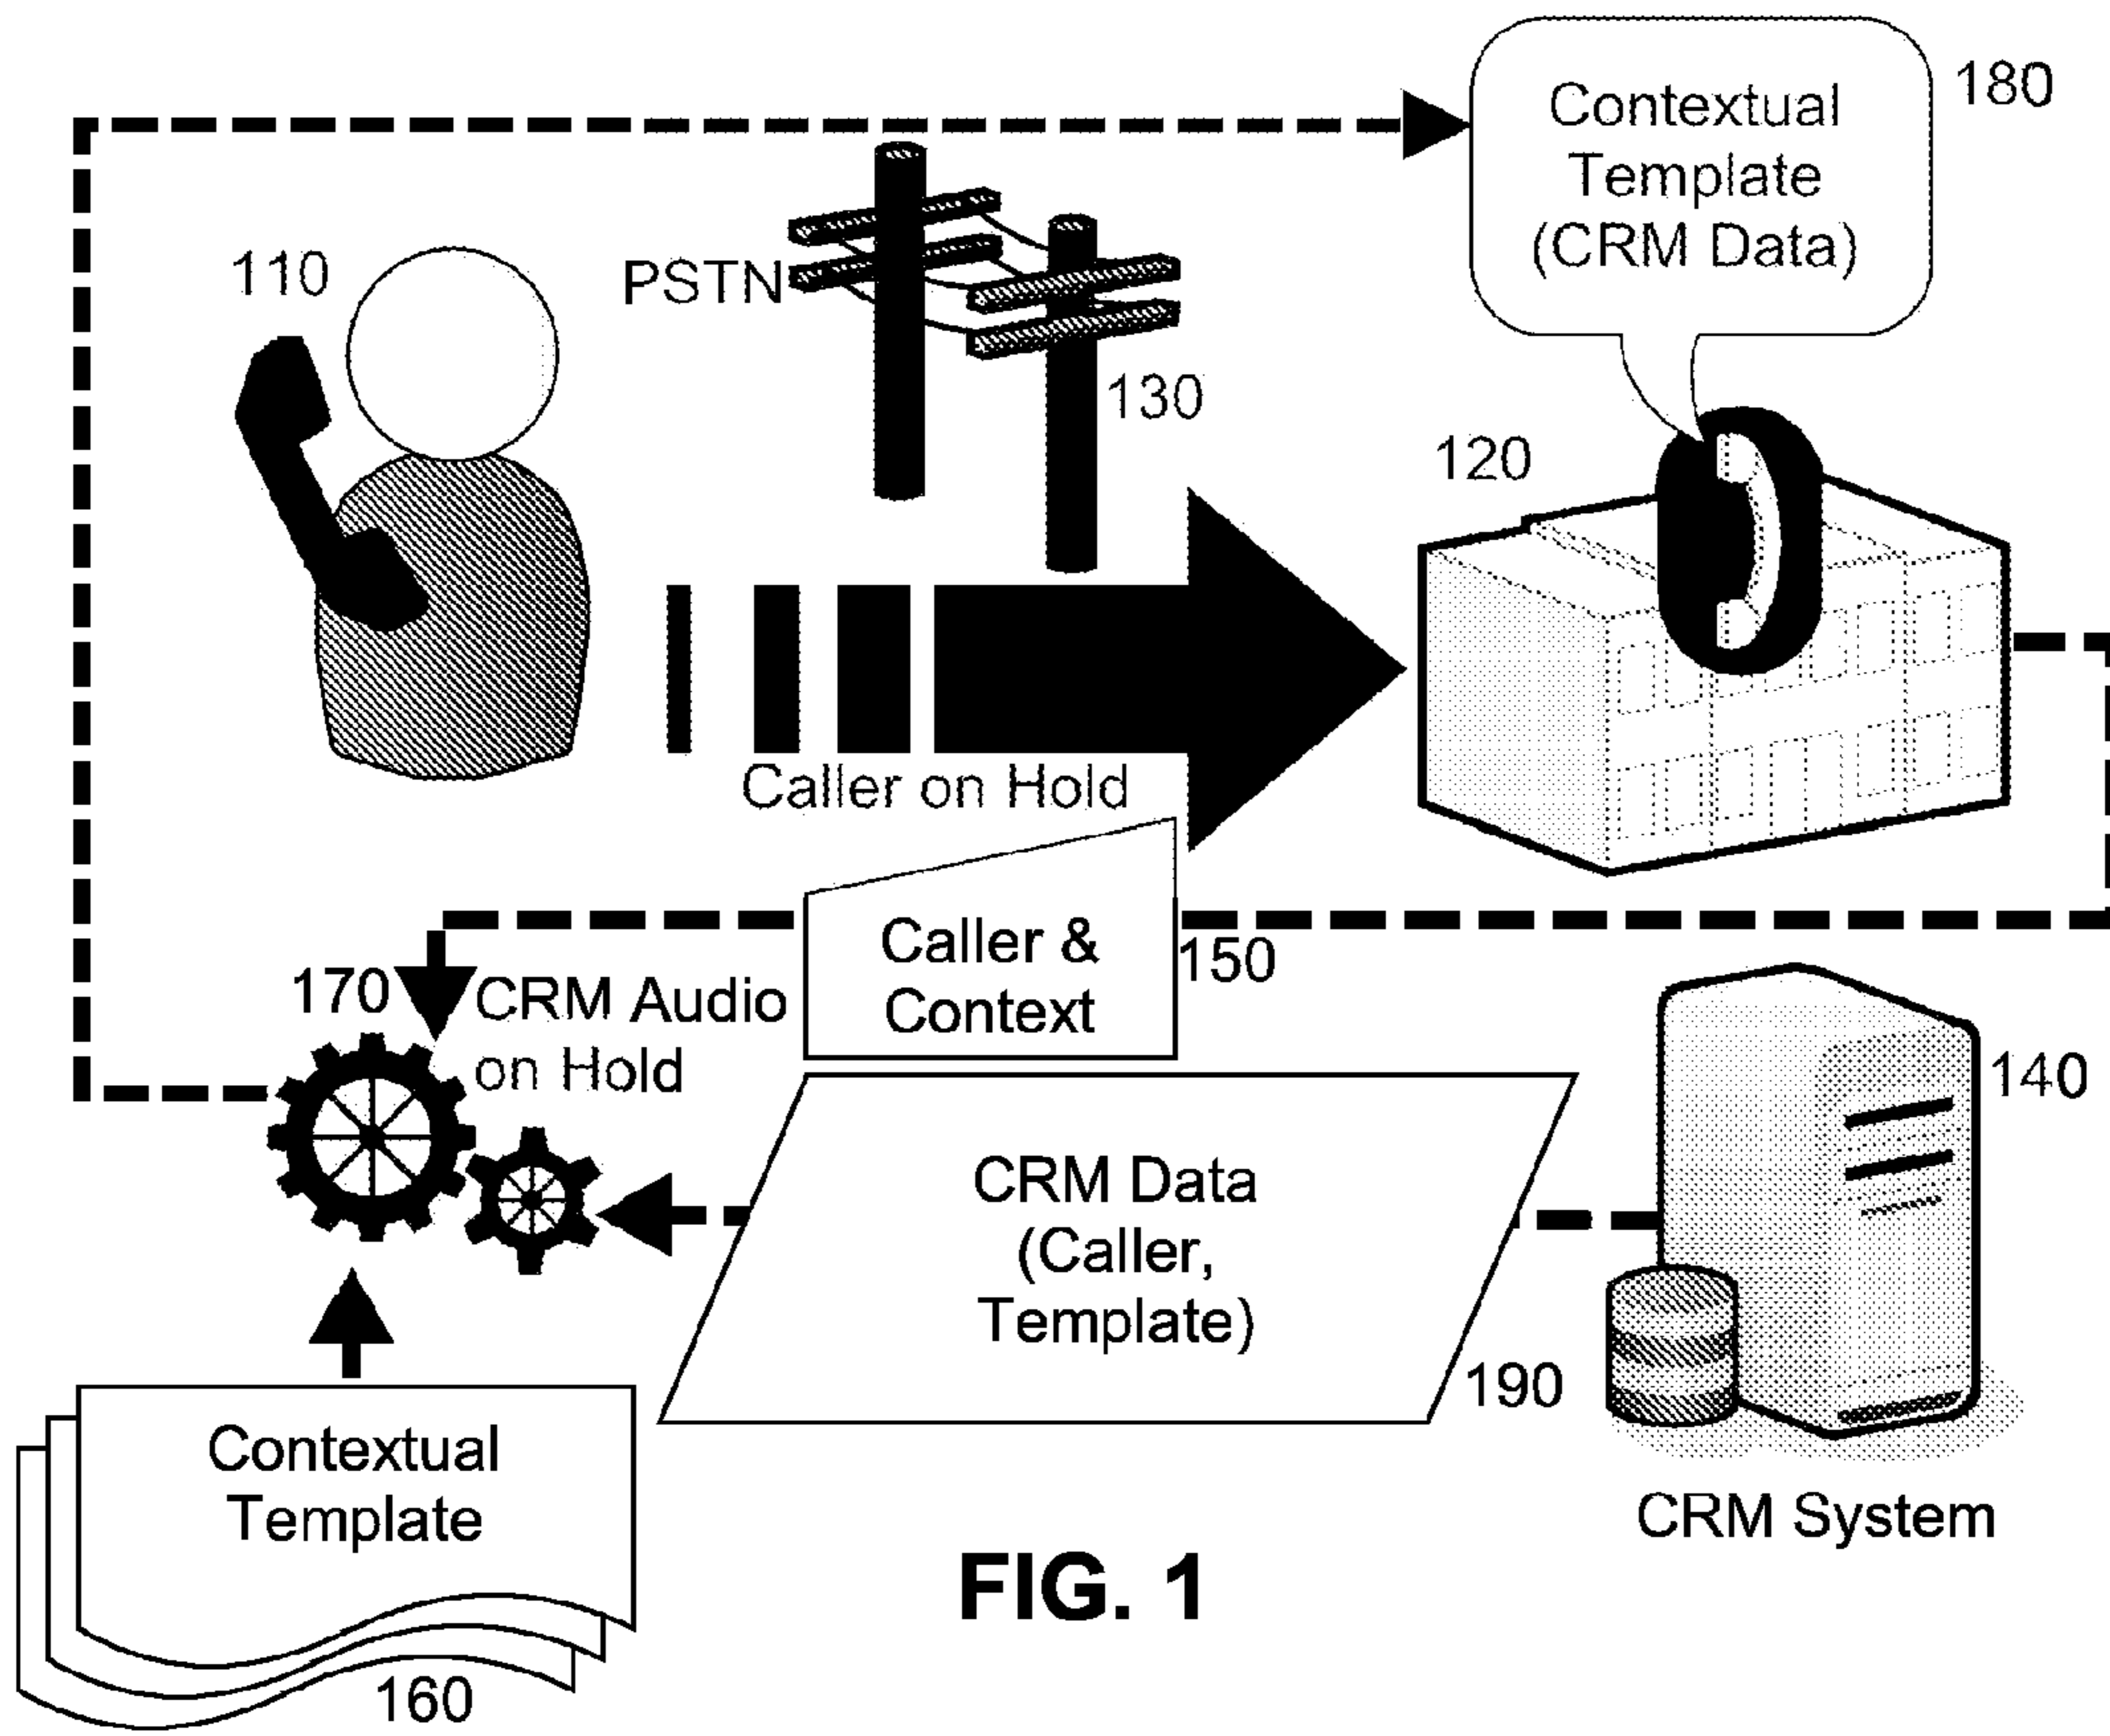 180
Contextual
Template
(CRM Data)
110
PSTN
130
120
Caller on Hold
Caller &
Context
150
170
CRM Audio
on Hold
140
CRM Data
(Caller,
Template)
190
Contextual
Template
160
CRM System
FIG. 1